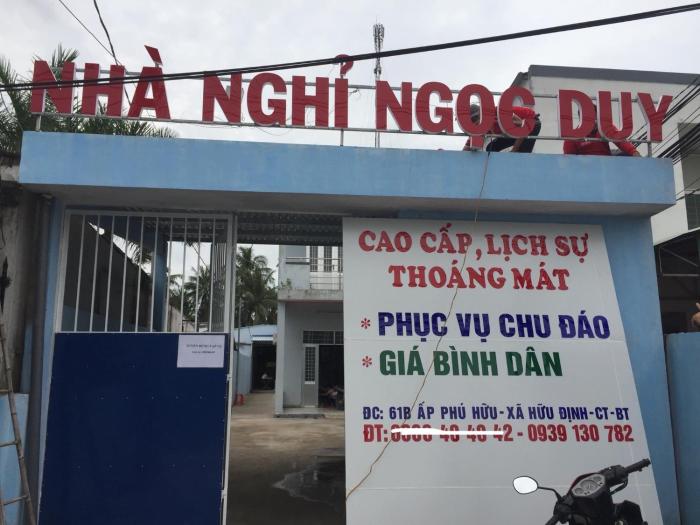 NHÀ NGHỈ NGỌC DUY
CAO CẤP, LỊCH SỰ
THOÁNG MÁT
* PHỤC VỤ CHU ĐÁO
* GIÁ BÌNH DÂN
ĐC: 61B ẤP PHÚ HỮU-XÃ HỮU ĐỊNH-CT-BT
ĐT: 42 - 0939 130 782